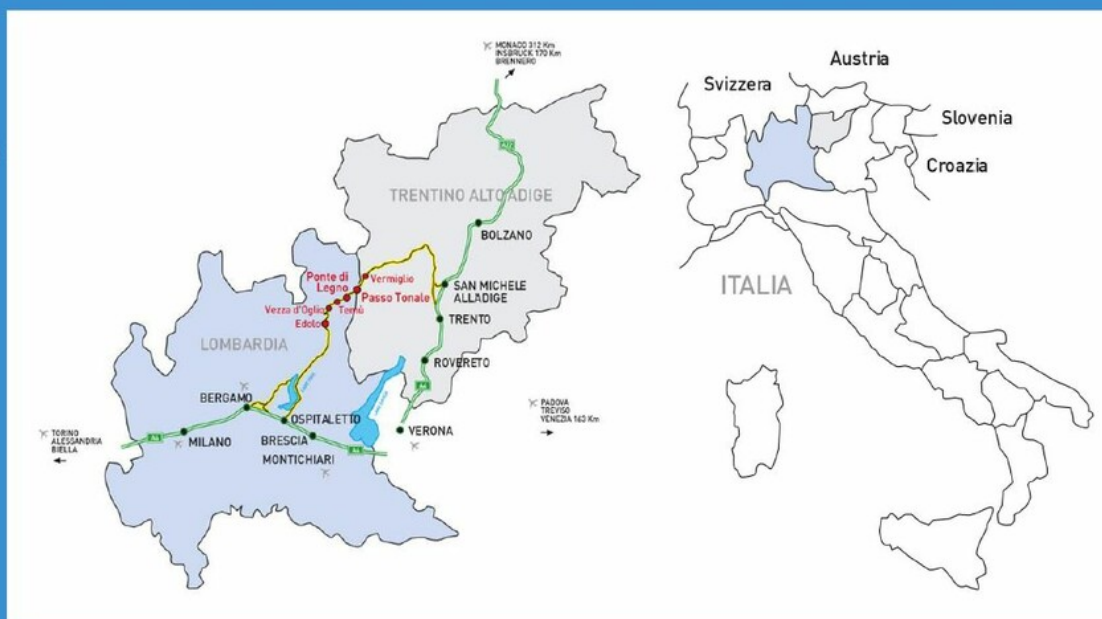 MONACO 312 Km
INSBRUCK 170 Km
BRENNERO
A22
TRENTINO ALTO ADIGE
BOLZANO
Vermiglio
Ponte di
Legno
Passo Tonale
SAN MICHELE
ALLADIGE
Vezza d'Oglio
Temù
Edolo
TRENTO
LOMBARDIA
ROVERETO
BERGAMO
OSPITALETTO
VERONA
PADOVA
TREVISO
VENEZIA 163 Km
TORINO
ALESSANDRIA
BIELLA
MILANO
BRESCIA
MONTICHIARI
Svizzera
Austria
Slovenia
Croazia
ITALIA